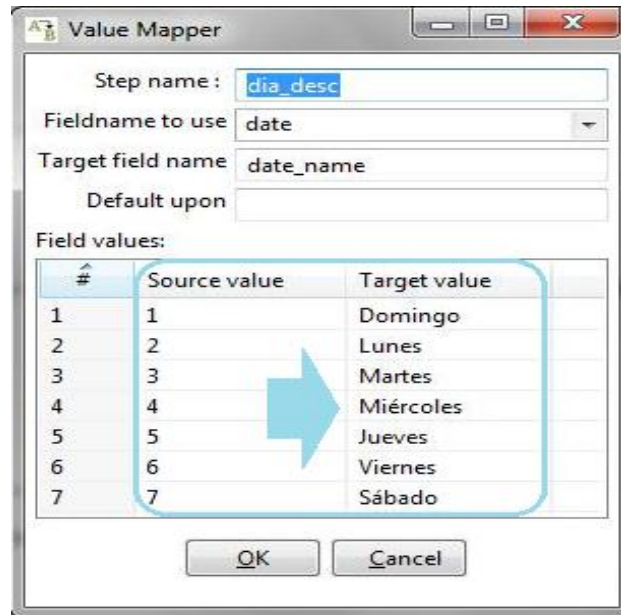 Value Mapper
Step name : dia_desc
Fieldname to use date
Target field name date_name
Default upon
Field values:
# Source value Target value
1 1 Domingo
2 2 Lunes
3 3 Martes
4 4 Miércoles
5 5 Jueves
6 6 Viernes
7 7 Sábado
OK Cancel